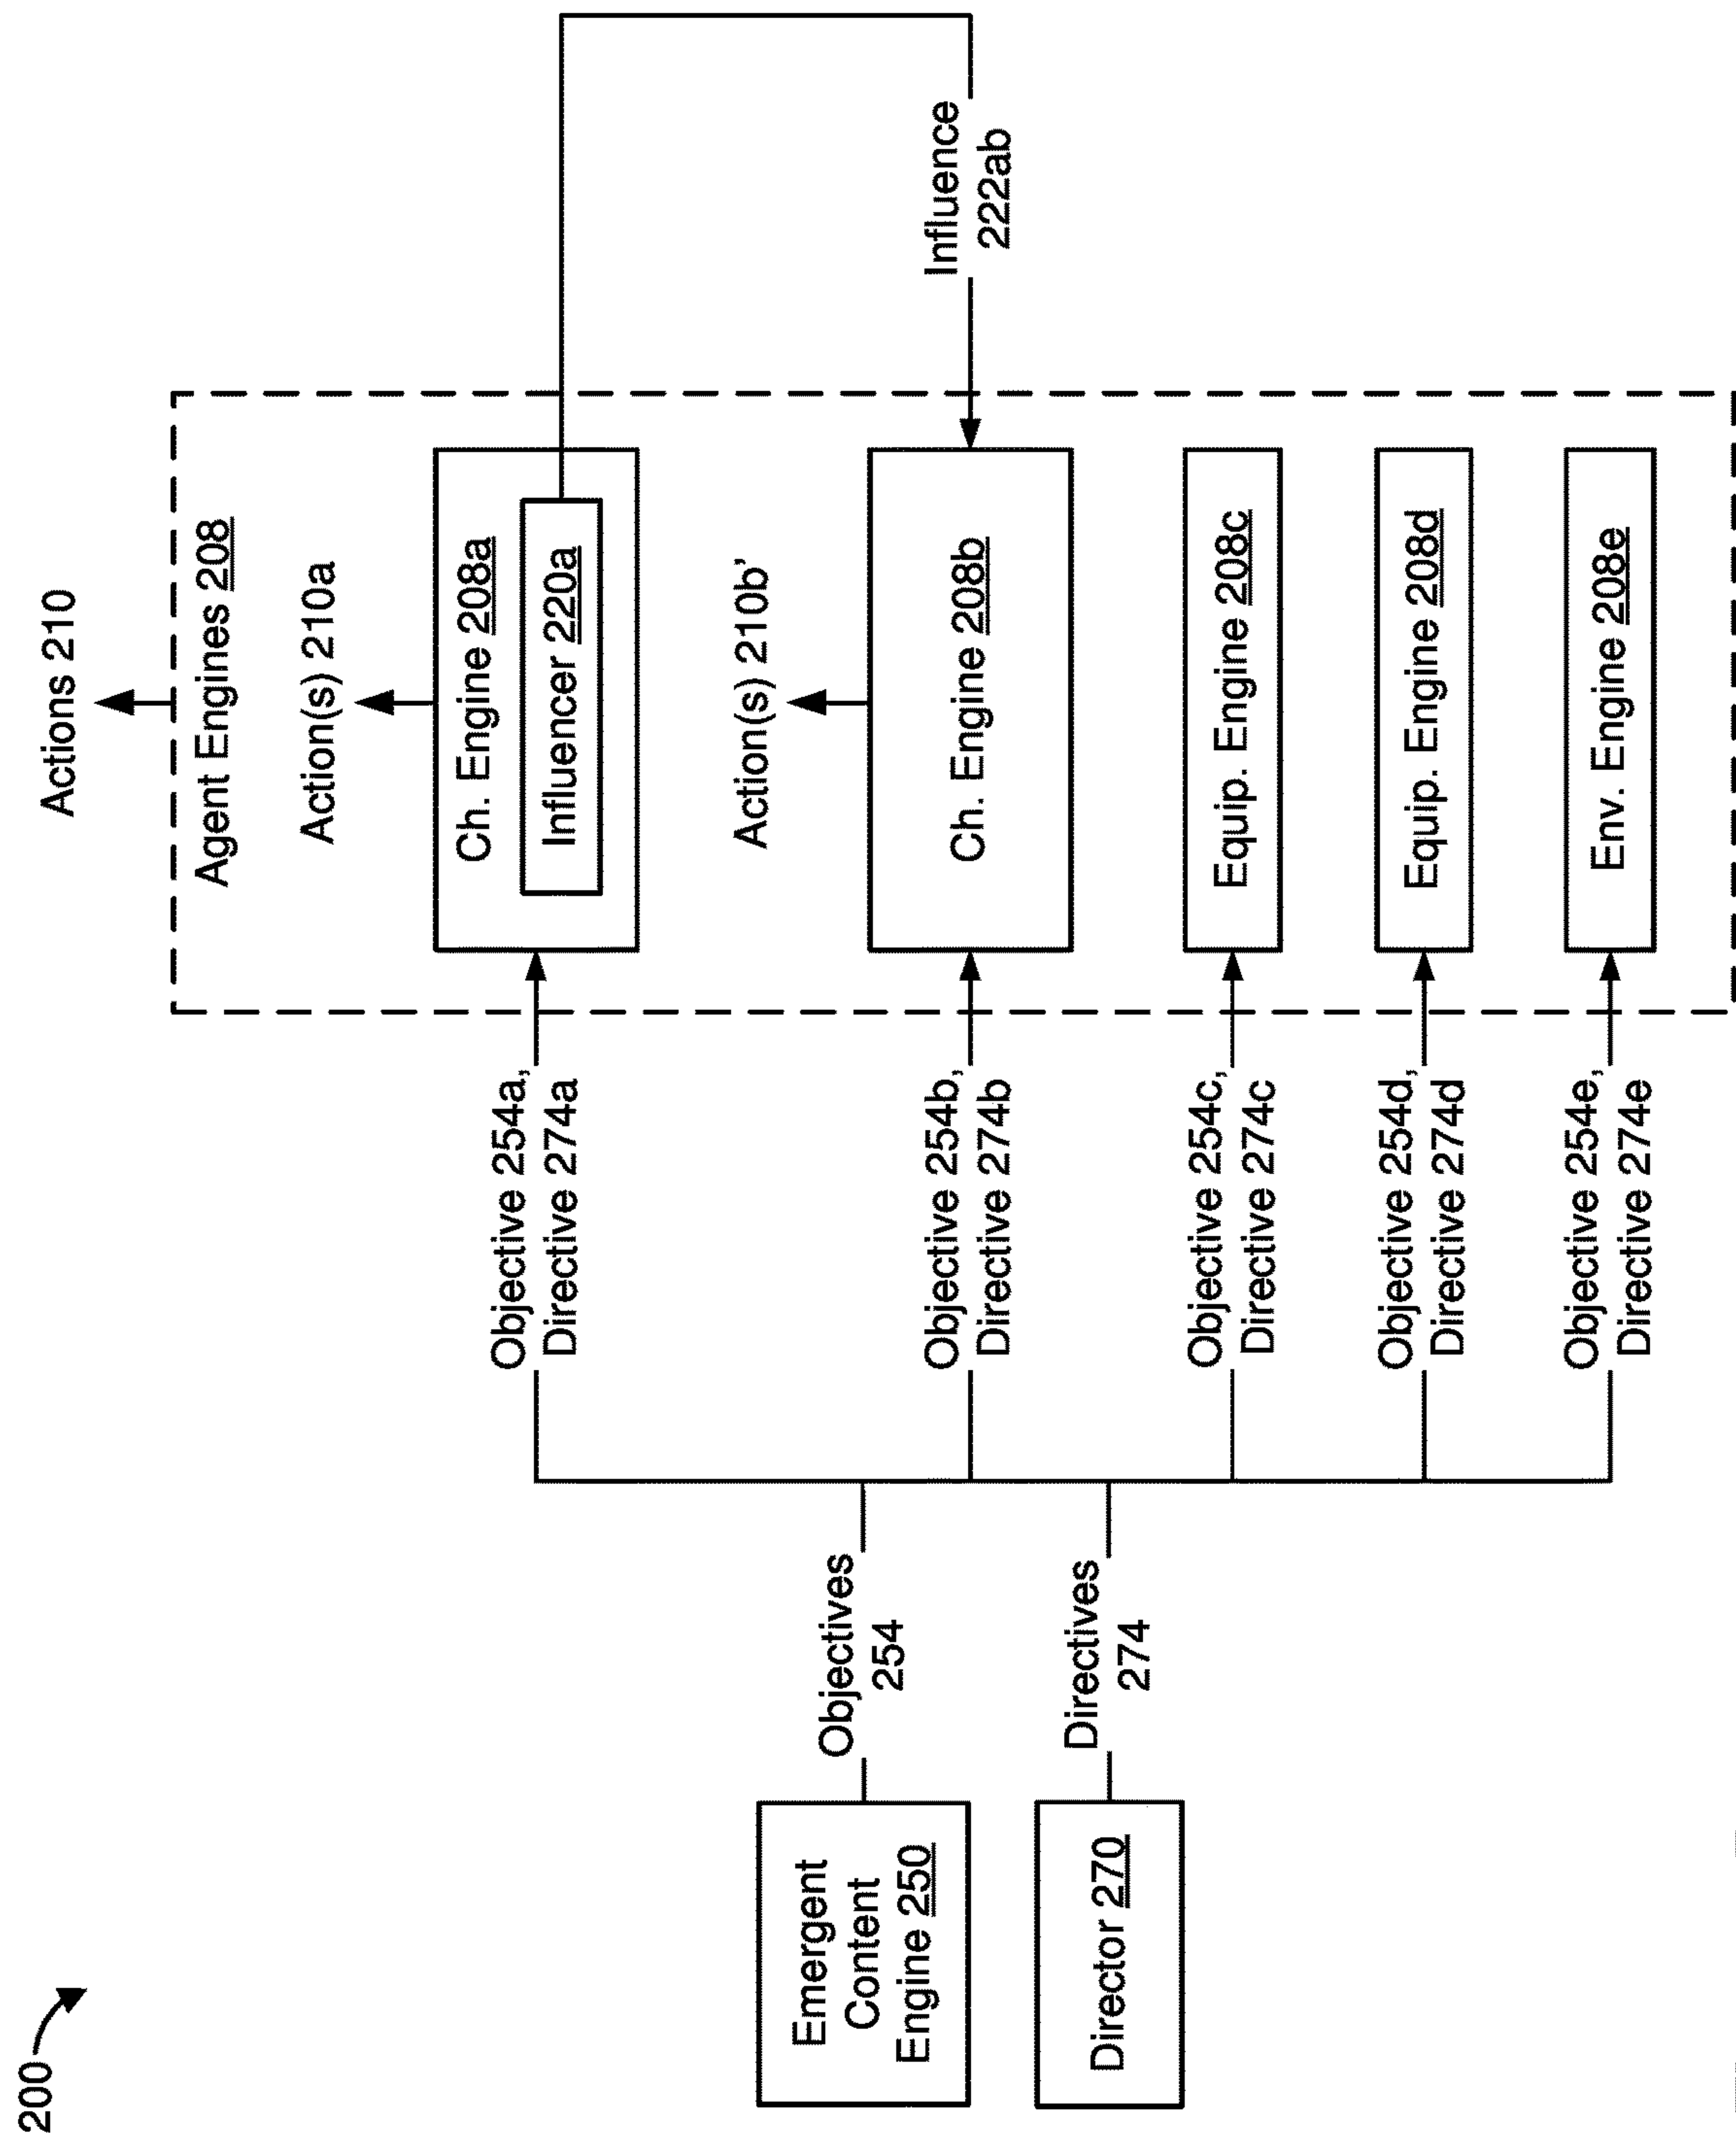 200
Actions 210
Agent Engines 208
Action(s) 210a
Ch. Engine 208a
Influencer 220a
Action(s) 210b’
Ch. Engine 208b
Equip. Engine 208c
Equip. Engine 208d
Env. Engine 208e
Influence
222ab
Objective 254a,
Directive 274a
Objective 254b,
Directive 274b
Objective 254c,
Directive 274c
Objective 254d,
Directive 274d
Objective 254e,
Directive 274e
Objectives
254
Directives
274
Emergent
Content
Engine 250
Director 270